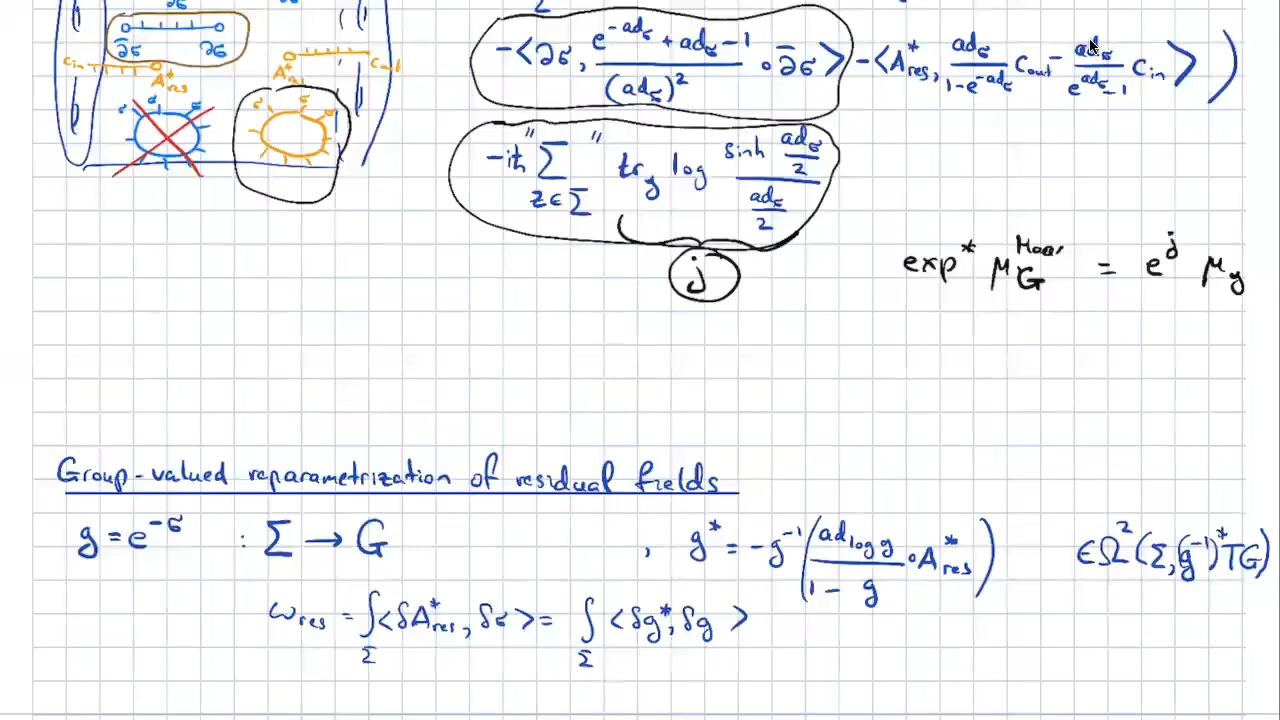 ∂̄σ ∂σ
-⟨∂σ, (e^{-ad_σ} + ad_σ - 1)/(ad_σ)² ∘ ∂̄σ⟩ - ⟨A*_res, ad_σ/(1-e^{-ad_σ}) C_out - ad_σ/(e^{ad_σ}-1) C_in⟩ )
C_in A*_res A*_res C_out
σ σ σ σ σ σ
-iħ "∑_{z∈Σ}" tr_g log (sinh (ad_σ/2))/(ad_σ/2)
j
exp* μ_G^{Haar} = e^j μ_g
Group-valued reparametrization of residual fields
g = e^{-σ} : Σ → G , g* = -g^{-1}(ad_{log g}/(1-g) ∘ A*_res) ∈ Ω²(Σ, (g^{-1})*TG)
ω_res = ∫_Σ ⟨δA*_res, δσ⟩ = ∫_Σ ⟨δg*, δg⟩